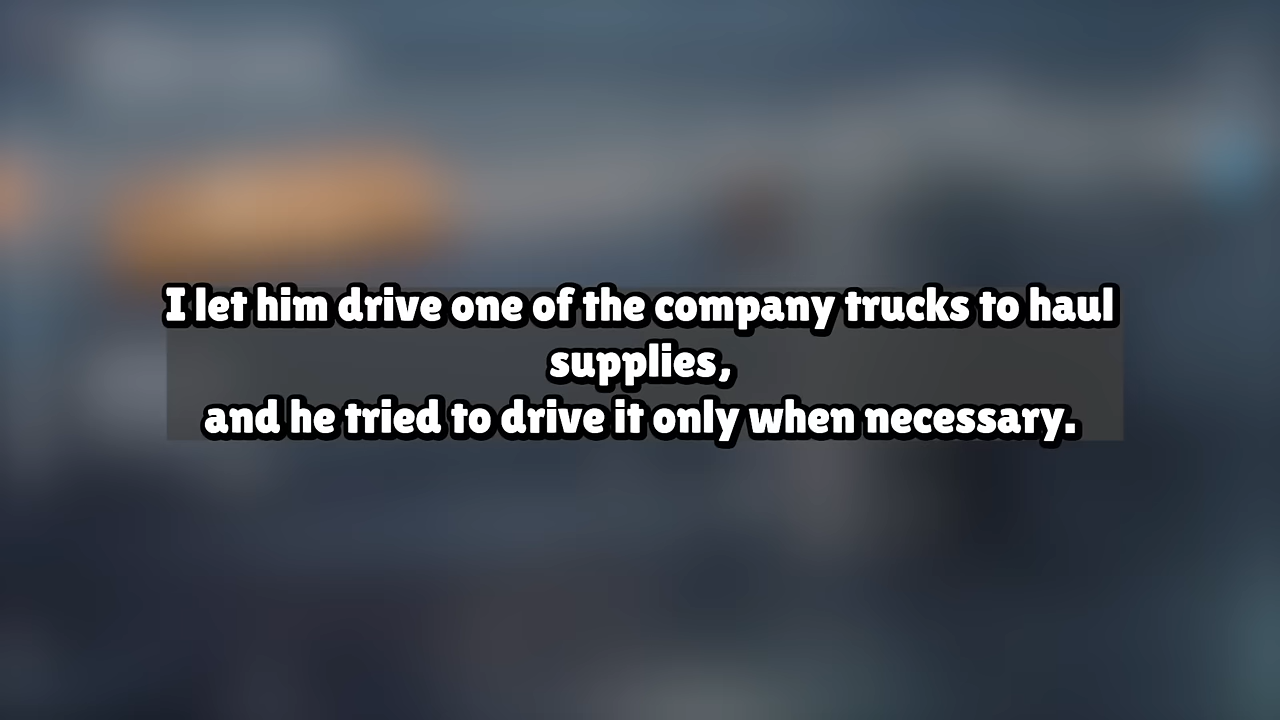 I let him drive one of the company trucks to haul
supplies,
and he tried to drive it only when necessary.